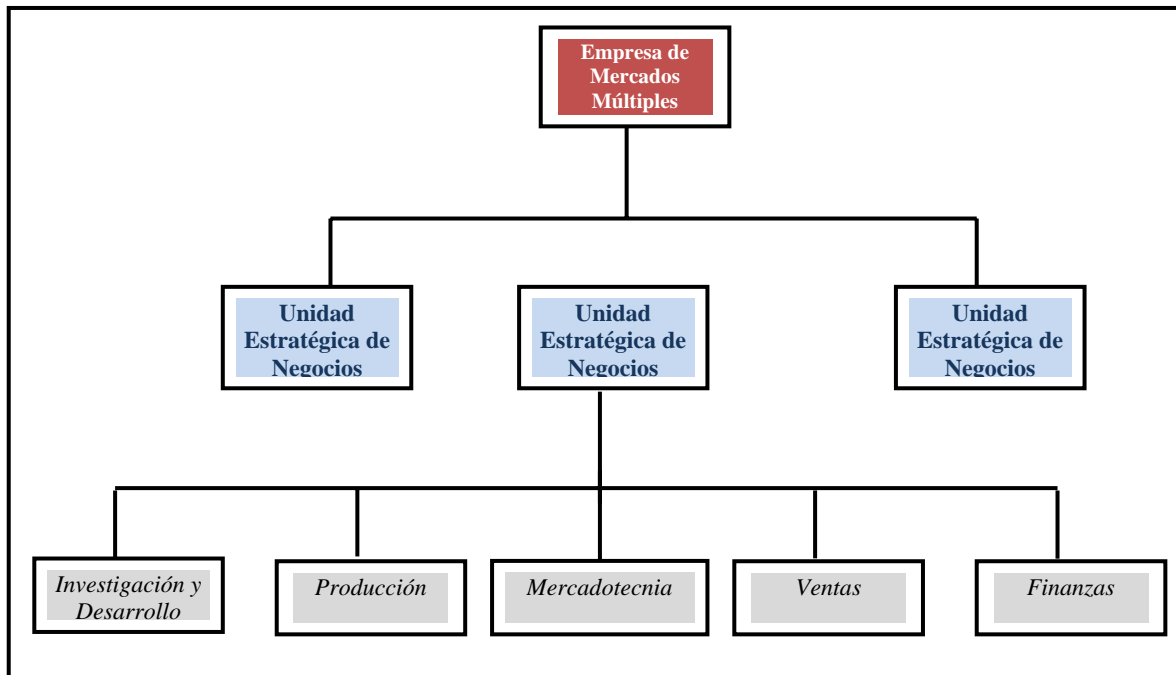 Empresa de
Mercados
Múltiples
Unidad
Estratégica de
Negocios
Unidad
Estratégica de
Negocios
Unidad
Estratégica de
Negocios
Investigación y
Desarrollo
Producción
Mercadotecnia
Ventas
Finanzas